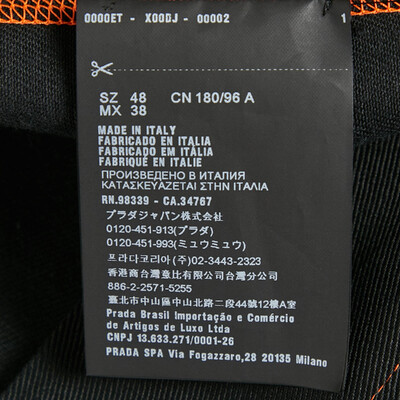 0000ET - X00DJ - 00002 1
SZ 48 CN 180/96 A
MX 38
MADE IN ITALY
FABRICADO EN ITALIA
FABRICADO EM ITÁLIA
FABRIQUÉ EN ITALIE
ПРОИЗВЕДЕНО В ИТАЛИЯ
ΚΑΤΑΣΚΕΥΑΖΕΤΑΙ ΣΤΗΝ ΙΤΑΛΙΑ
RN.98339 - CA.34767
プラダジャパン株式会社
0120-451-913(プラダ)
0120-451-993(ミュウミュウ)
프라다코리아(주)02-3443-2323
香港商台灣韋比有限公司台灣分公司
886-2-2571-5255
臺北市中山區中山北路二段44號12樓
Prada Brasil Importação e Comércio
de Artigos de Luxo Ltda
CNPJ 13.633.271/0001-26
PRADA SPA Via Fogazzaro,28 20135 Milano